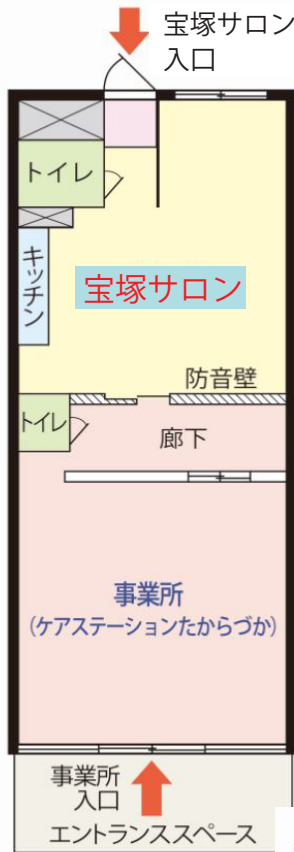 宝塚サロン
入口
トイレ
キッチン
宝塚サロン
防音壁
トイレ
廊下
事業所
(ケアステーションたからづか)
事業所
入口
エントランススペース